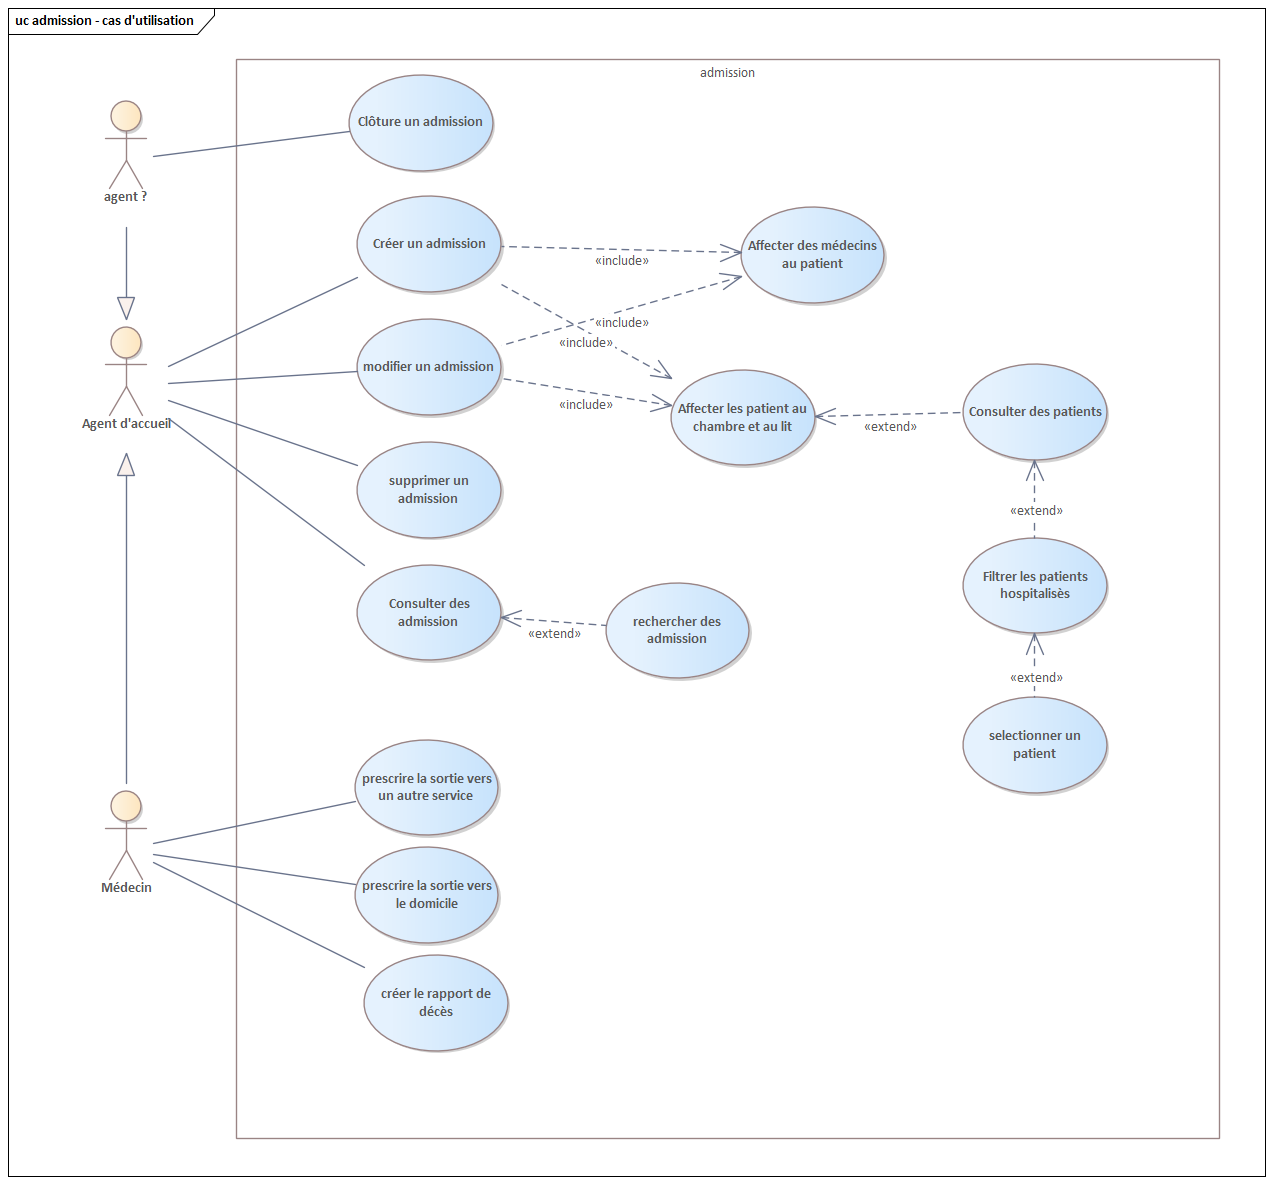 uc admission - cas d'utilisation
admission
Clôture un admission
agent ?
Créer un admission
Affecter des médecins
au patient
«include»
«include»
«include»
modifier un admission
«include»
Agent d'accueil
Affecter les patient au
chambre et au lit
«extend»
Consulter des patients
supprimer un
admission
«extend»
Filtrer les patients
hospitalisès
Consulter des
admission
«extend»
rechercher des
admission
«extend»
selectionner un
patient
prescrire la sortie vers
un autre service
Médecin
prescrire la sortie vers
le domicile
créer le rapport de
décès